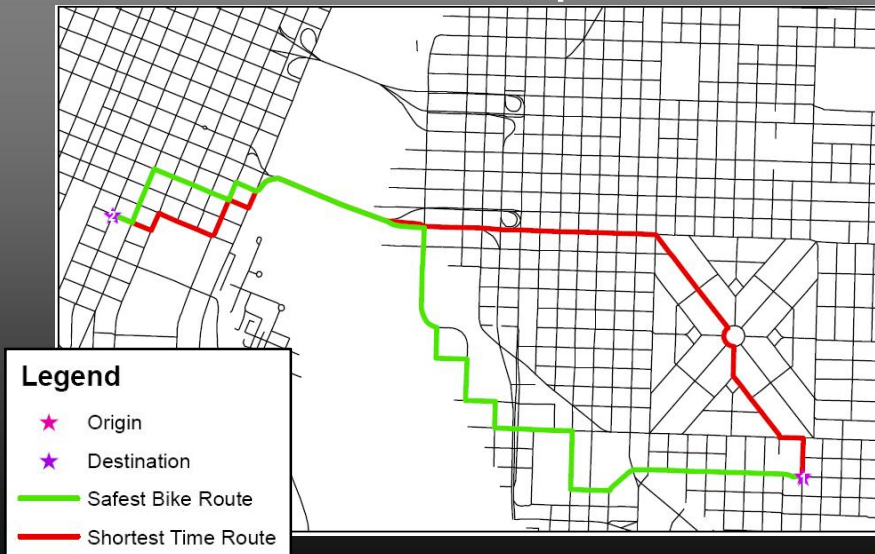 Legend
Origin
Destination
Safest Bike Route
Shortest Time Route